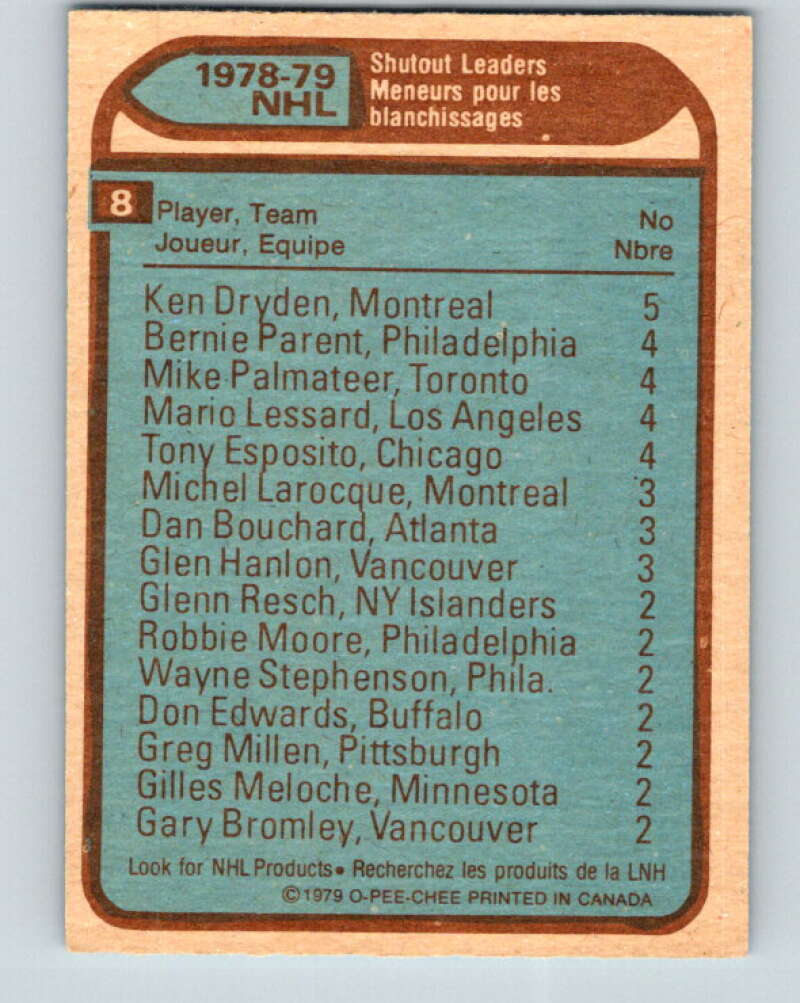 1978-79
NHL
Shutout Leaders
Meneurs pour les
blanchissages
8
Player, Team No
Joueur, Equipe Nbre
Ken Dryden, Montreal 5
Bernie Parent, Philadelphia 4
Mike Palmateer, Toronto 4
Mario Lessard, Los Angeles 4
Tony Esposito, Chicago 4
Michel Larocque, Montreal 3
Dan Bouchard, Atlanta 3
Glen Hanlon, Vancouver 3
Glenn Resch, NY Islanders 2
Robbie Moore, Philadelphia 2
Wayne Stephenson, Phila. 2
Don Edwards, Buffalo 2
Greg Millen, Pittsburgh 2
Gilles Meloche, Minnesota 2
Gary Bromley, Vancouver 2
Look for NHL Products• Recherchez les produits de la LNH
©1979 O-PEE-CHEE PRINTED IN CANADA